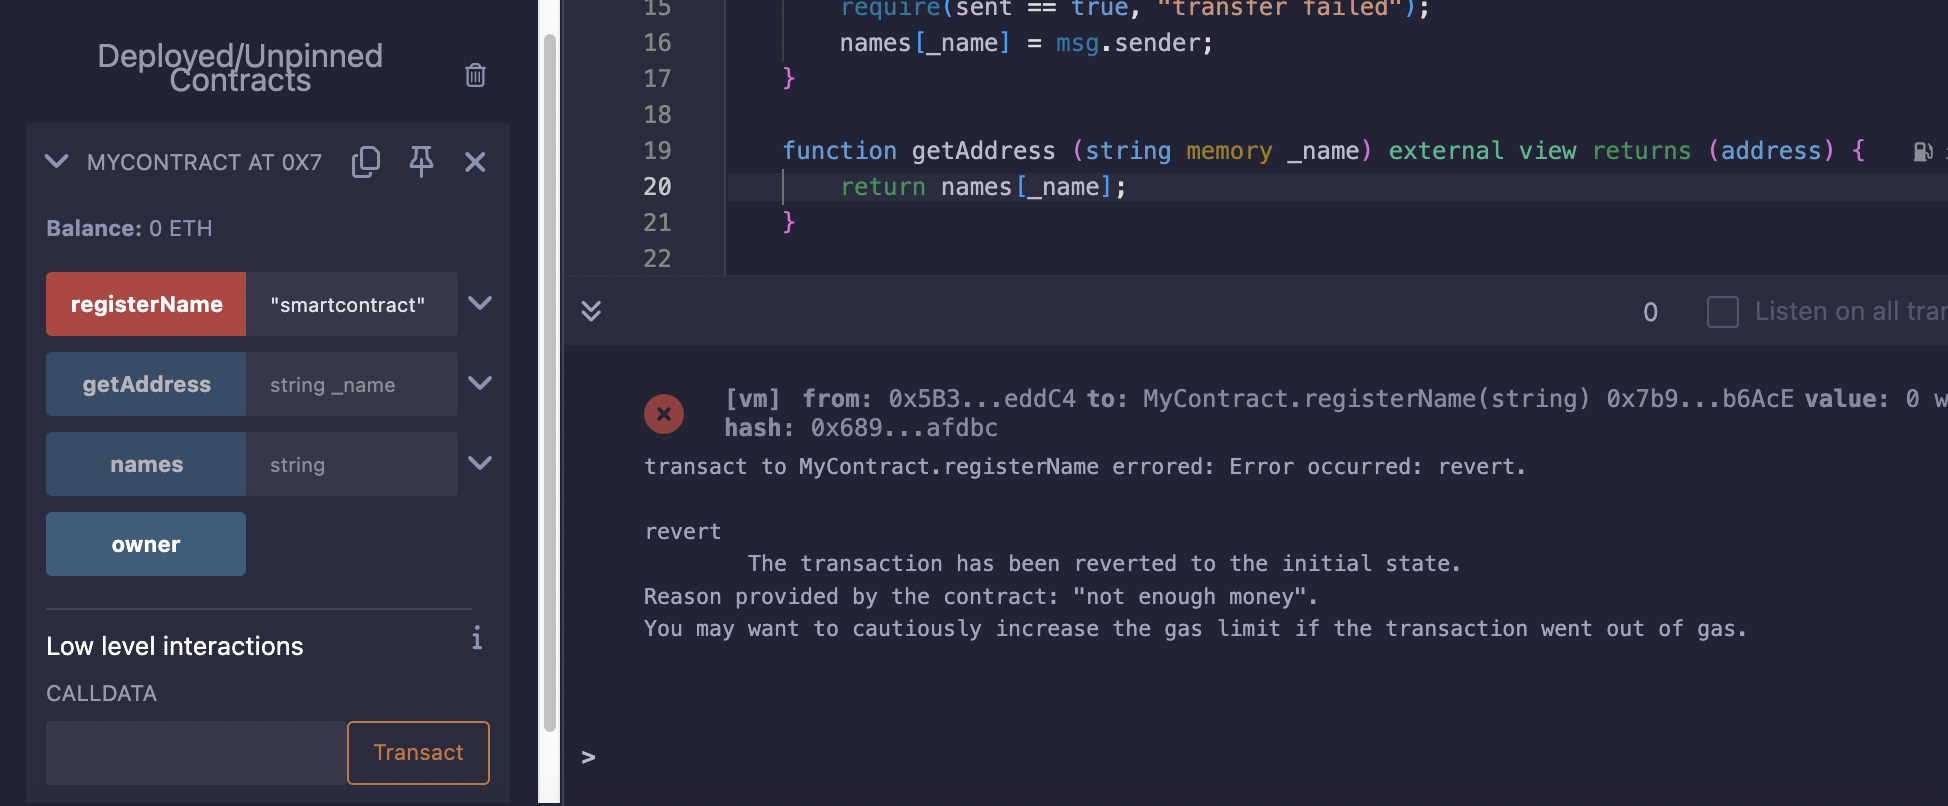 Deployed/Unpinned
Contracts
MYCONTRACT AT 0X7
Balance: 0 ETH
registerName "smartcontract"
getAddress string _name
names string
owner
Low level interactions i
CALLDATA
Transact
15 require(sent == true, "transfer failed");
16 names[_name] = msg.sender;
17 }
18
19 function getAddress (string memory _name) external view returns (address) {
20 return names[_name];
21 }
22
0 Listen on all tran
[vm] from: 0x5B3...eddC4 to: MyContract.registerName(string) 0x7b9...b6AcE value: 0 w
hash: 0x689...afdbc
transact to MyContract.registerName errored: Error occurred: revert.
revert
The transaction has been reverted to the initial state.
Reason provided by the contract: "not enough money".
You may want to cautiously increase the gas limit if the transaction went out of gas.
>